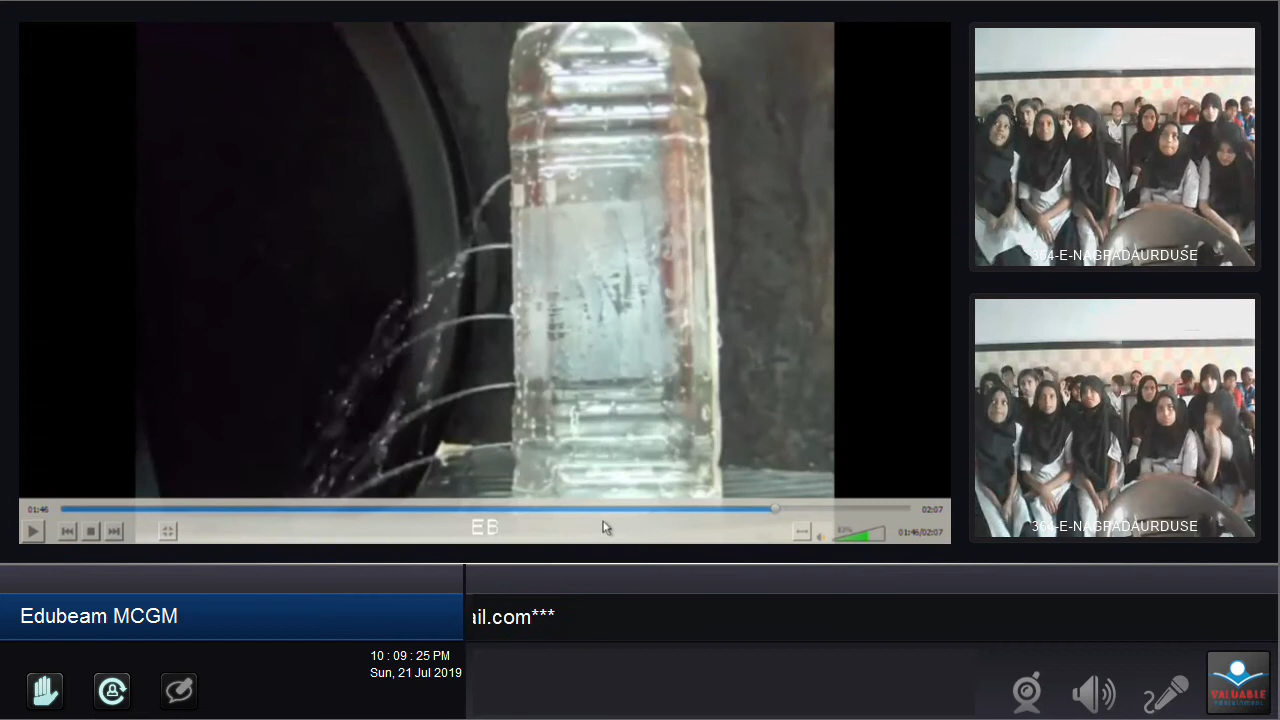 364-E-NAGPADAURDUSE
364-E-NAGPADAURDUSE
01:46
02:07
EB
83%
01:46/02:07
Edubeam MCGM
ail.com***
10 : 09 : 25 PM
Sun, 21 Jul 2019
VALUABLE